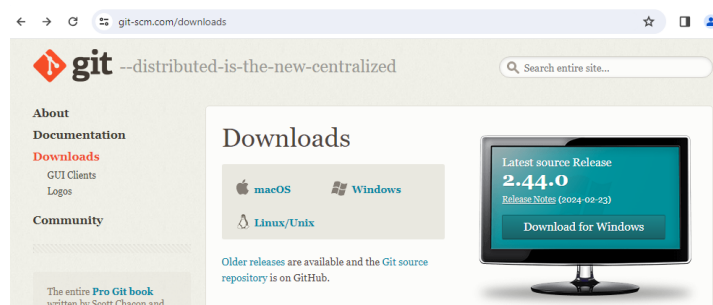 git-scm.com/downloads
git --distributed-is-the-new-centralized
Search entire site...
About
Documentation
Downloads
GUI Clients
Logos
Community
The entire Pro Git book
written by Scott Chacon and
Downloads
macOS
Windows
Linux/Unix
Older releases are available and the Git source
repository is on GitHub.
Latest source Release
2.44.0
Release Notes (2024-02-23)
Download for Windows